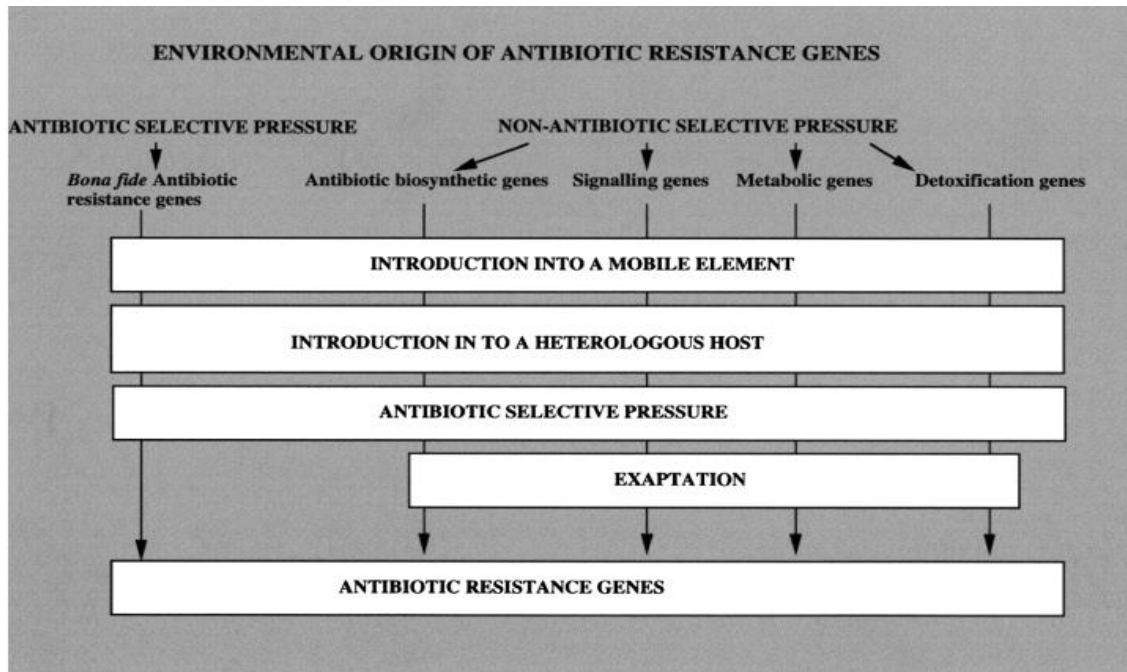 ENVIRONMENTAL ORIGIN OF ANTIBIOTIC RESISTANCE GENES
ANTIBIOTIC SELECTIVE PRESSURE
NON-ANTIBIOTIC SELECTIVE PRESSURE
Bona fide Antibiotic
resistance genes
Antibiotic biosynthetic genes
Signalling genes
Metabolic genes
Detoxification genes
INTRODUCTION INTO A MOBILE ELEMENT
INTRODUCTION IN TO A HETEROLOGOUS HOST
ANTIBIOTIC SELECTIVE PRESSURE
EXAPTATION
ANTIBIOTIC RESISTANCE GENES